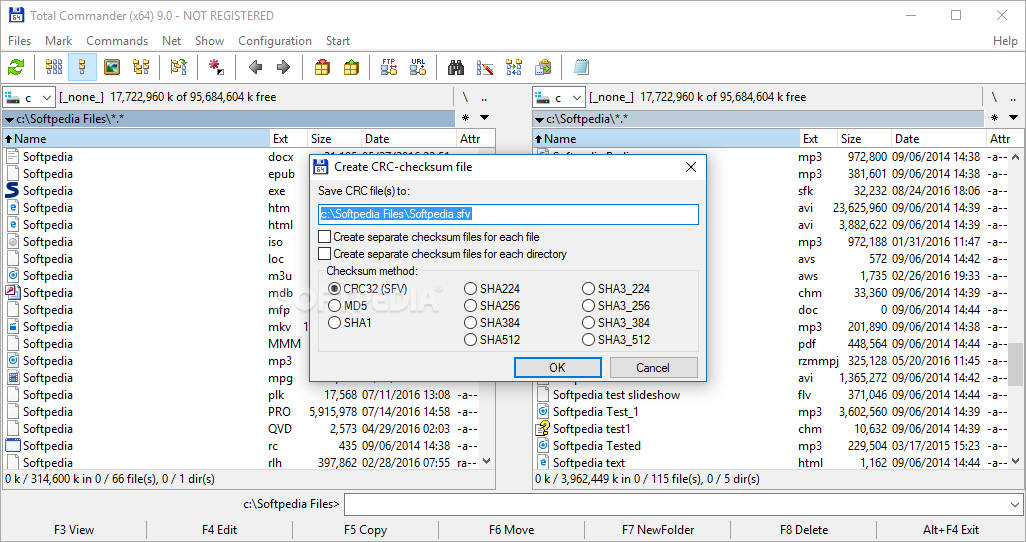 Total Commander (x64) 9.0 - NOT REGISTERED
Files Mark Commands Net Show Configuration Start Help
FTP URL
c [_none_] 17,722,960 k of 95,684,604 k free \ ..
c [_none_] 17,722,960 k of 95,684,604 k free \ ..
c:\Softpedia Files\*.* *
c:\Softpedia\*.* *
Name Ext Size Date Attr
Name Ext Size Date Attr
Softpedia docx
Softpedia epub
Softpedia exe
Softpedia htm
Softpedia html
Softpedia iso
Softpedia loc
Softpedia m3u
Softpedia mdb
Softpedia mfp
Softpedia mkv
Softpedia MMM
Softpedia mp3
Softpedia mpg
Softpedia plk 17,568 07/11/2016 13:08 -a--
Softpedia PRO 5,915,978 07/14/2016 14:58 -a--
Softpedia QVD 2,573 04/29/2016 02:03 -a--
Softpedia rc 435 09/06/2014 14:38 -a--
Softpedia rlh 397,862 02/28/2016 07:55 ra--
0 k / 314,600 k in 0 / 66 file(s), 0 / 1 dir(s)
Create CRC-checksum file
Save CRC file(s) to:
c:\Softpedia Files\Softpedia.sfv
Create separate checksum files for each file
Create separate checksum files for each directory
Checksum method:
CRC32 (SFV) SHA224 SHA3_224
MD5 SHA256 SHA3_256
SHA1 SHA384 SHA3_384
SHA512 SHA3_512
OK Cancel
SOFTPEDIA®
mp3 972,800 09/06/2014 14:38 -a--
mp3 381,601 09/06/2014 14:38 -a--
sfk 32,232 08/24/2016 18:06 -a--
avi 23,625,960 09/06/2014 14:39 -a--
avi 3,882,622 09/06/2014 14:39 -a--
mp3 972,188 01/31/2016 11:47 -a--
avs 572 09/06/2014 14:42 -a--
aws 1,735 02/26/2016 19:33 -a--
chm 33,360 09/06/2014 14:39 -a--
doc 0 09/06/2014 14:44 -a--
mp3 201,890 09/06/2014 14:38 -a--
pdf 448,564 09/06/2014 14:44 -a--
rzmmpj 325,128 05/20/2016 11:45 -a--
avi 1,365,272 09/06/2014 14:42 -a--
Softpedia test slideshow flv 371,046 09/06/2014 14:44 -a--
Softpedia Test_1 mp3 3,602,560 09/06/2014 14:39 -a--
Softpedia test1 chm 10,632 09/06/2014 14:39 -a--
Softpedia Tested mp3 229,504 03/17/2015 15:23 -a--
Softpedia text html 1,162 09/06/2014 14:44 -a--
0 k / 3,962,449 k in 0 / 115 file(s), 0 / 5 dir(s)
c:\Softpedia Files>
F3 View F4 Edit F5 Copy F6 Move F7 NewFolder F8 Delete Alt+F4 Exit